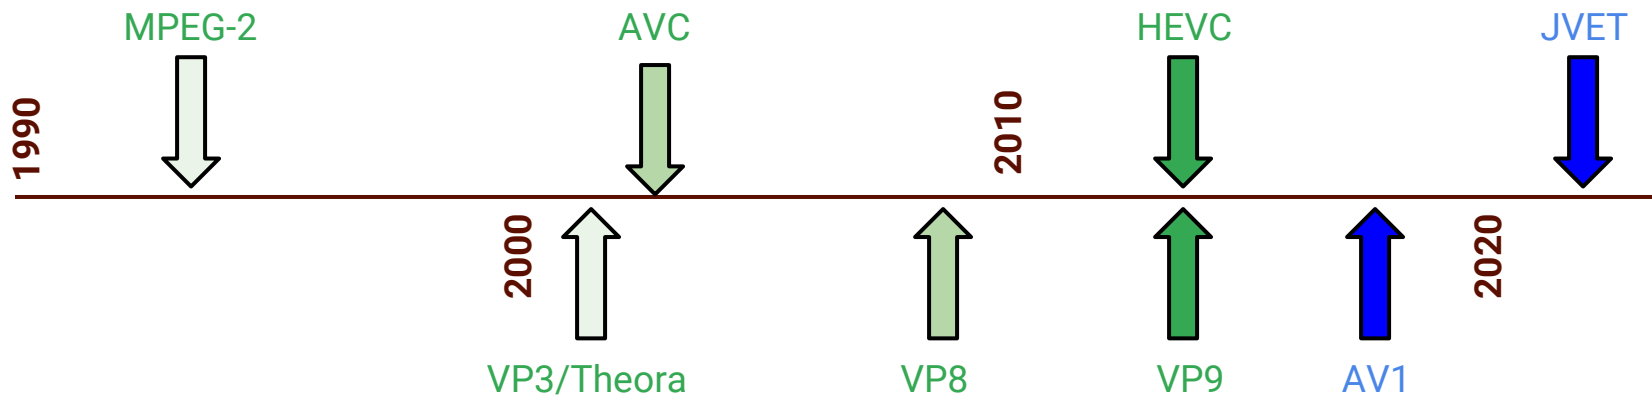 MPEG-2
AVC
HEVC
JVET
1990
2010
2000
2020
VP3/Theora
VP8
VP9
AV1